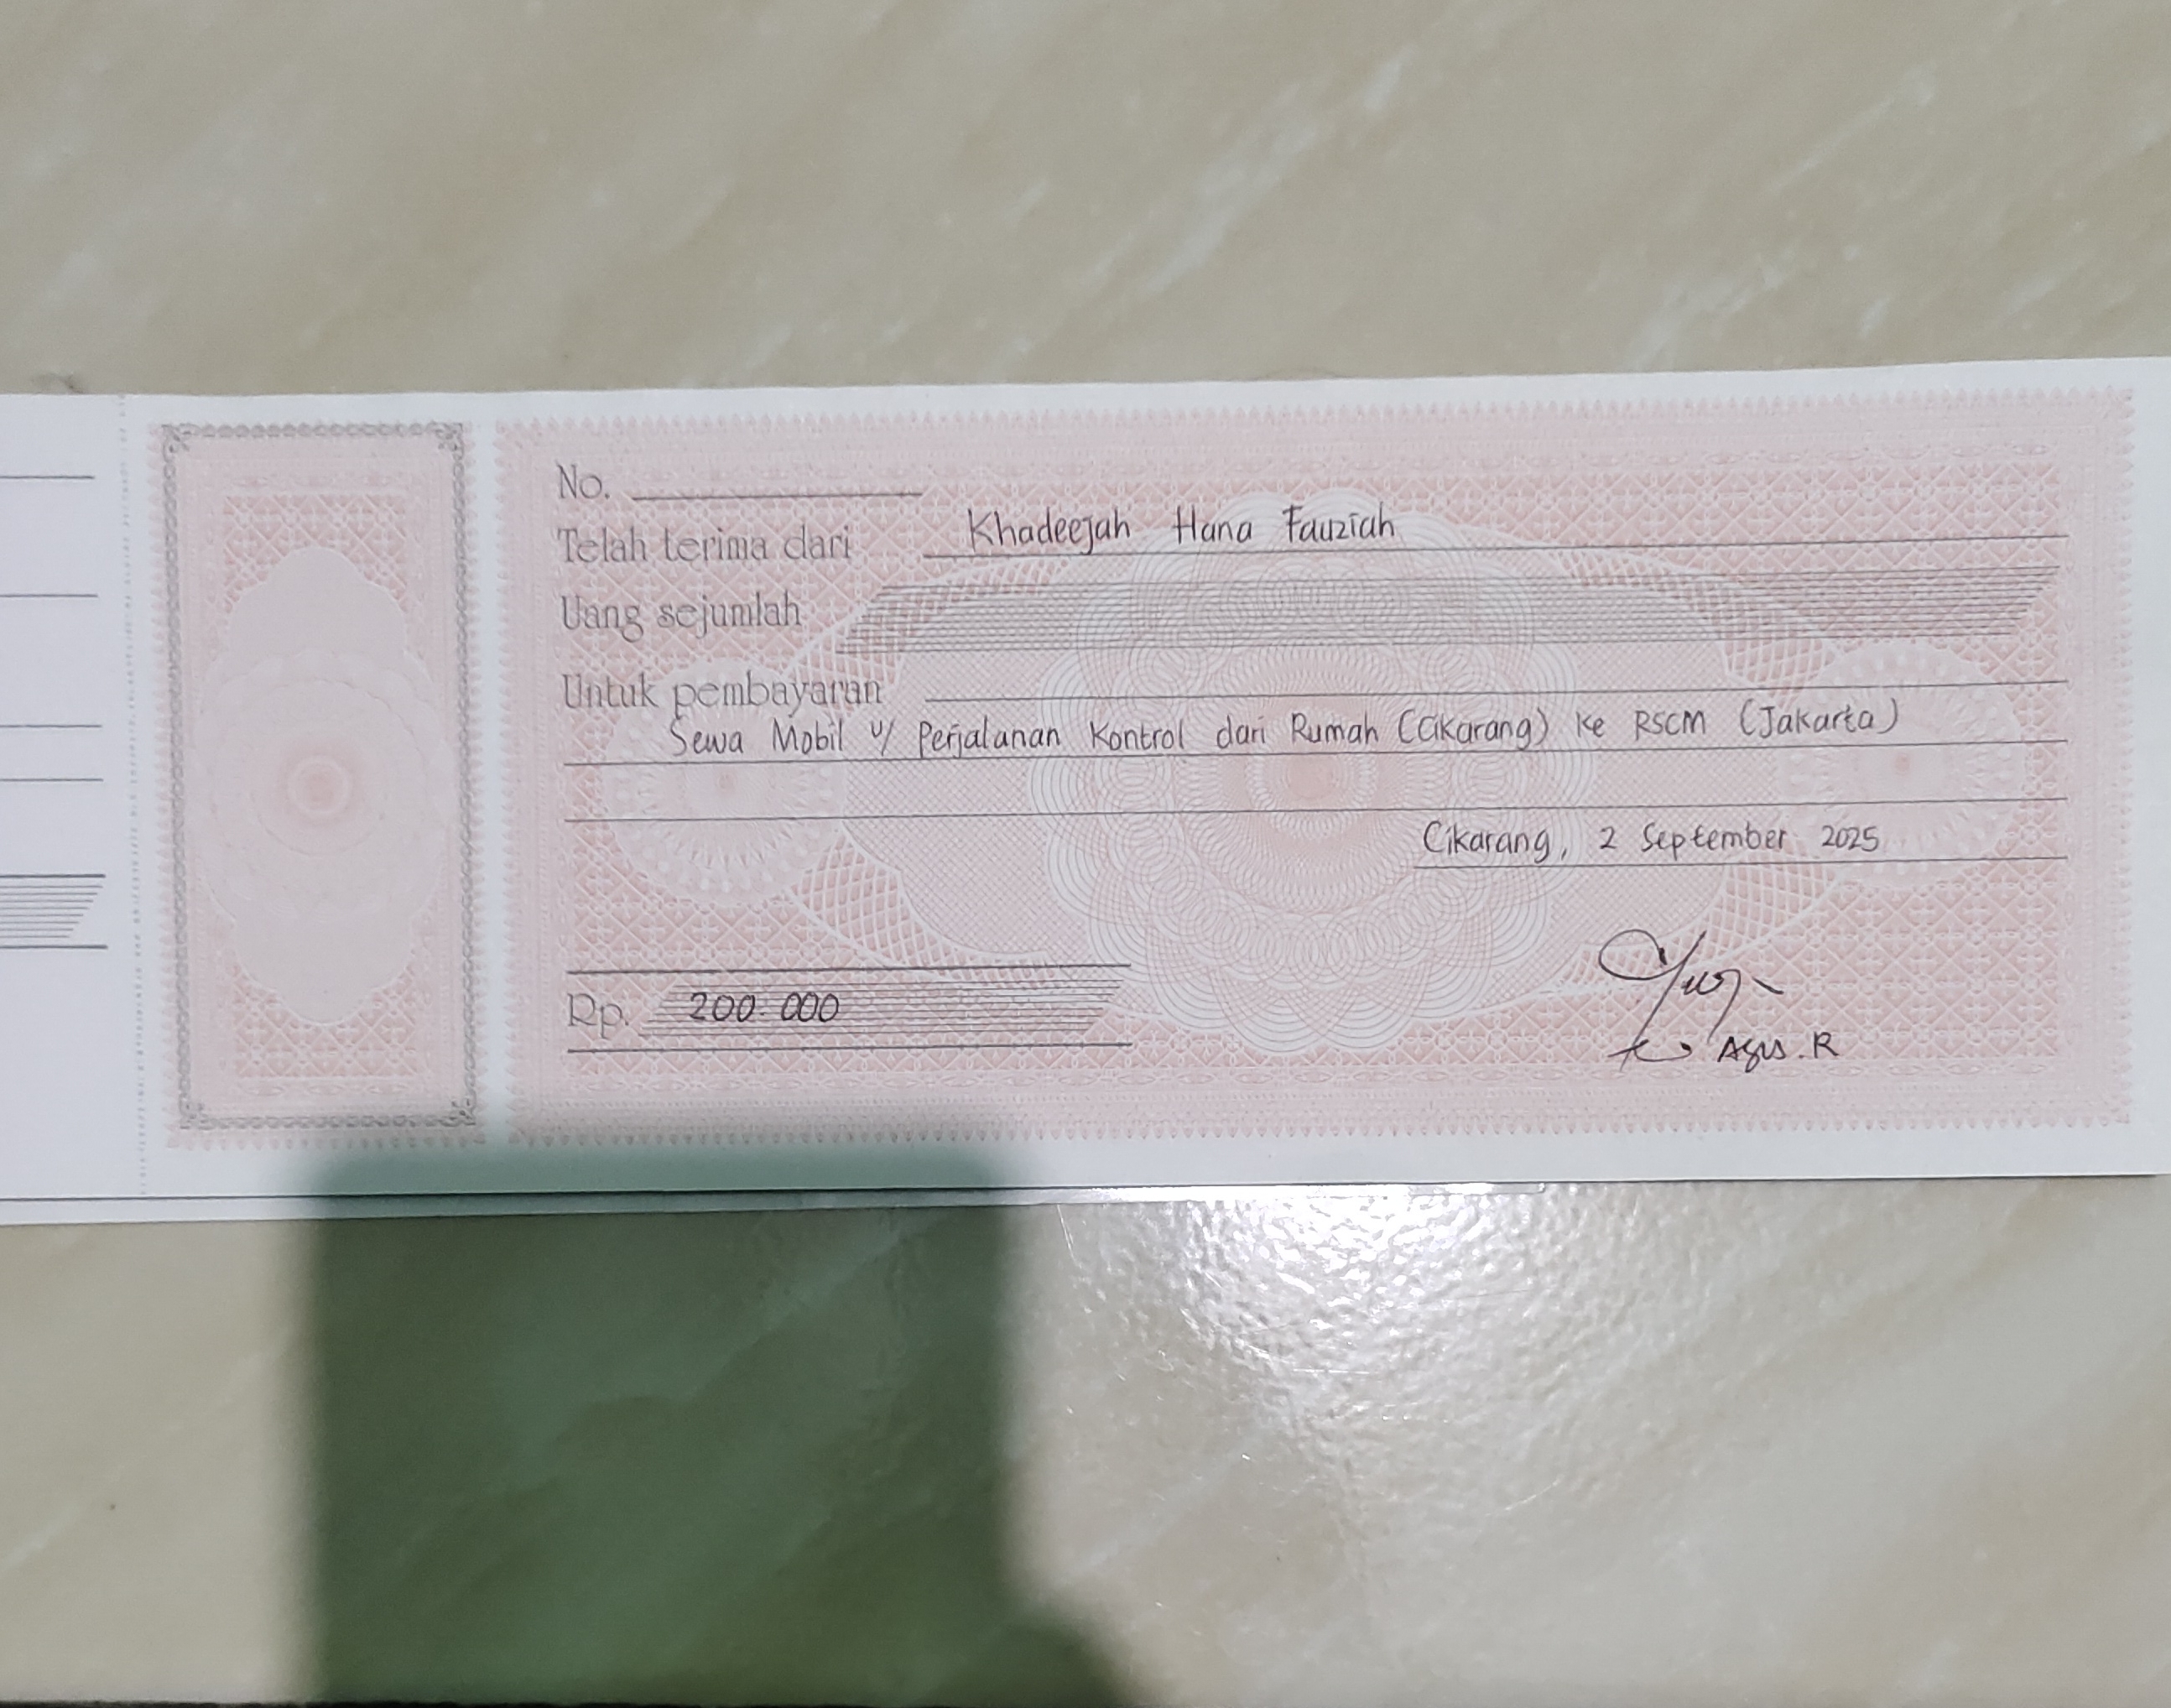 No.
Telah terima dari Khadeejah Hana Fauziah
Uang sejumlah
Untuk pembayaran
Sewa Mobil u/ Perjalanan Kontrol dari Rumah (Cikarang) ke RSCM (Jakarta)
Cikarang, 2 September 2025
Rp. 200.000
Agus.R